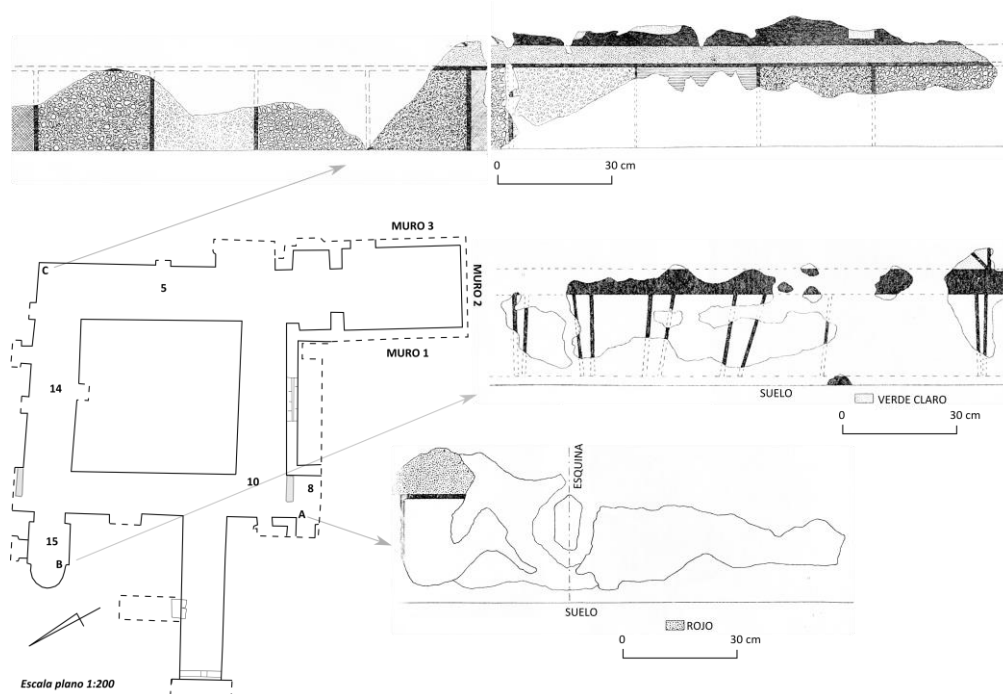 d
0
30 cm
MURO 3
C
5
MURO 2
MURO 1
14
10
8
A
15
B
Escala plano 1:200
SUELO
VERDE CLARO
0
30 cm
ESQUINA
SUELO
ROJO
0
30 cm